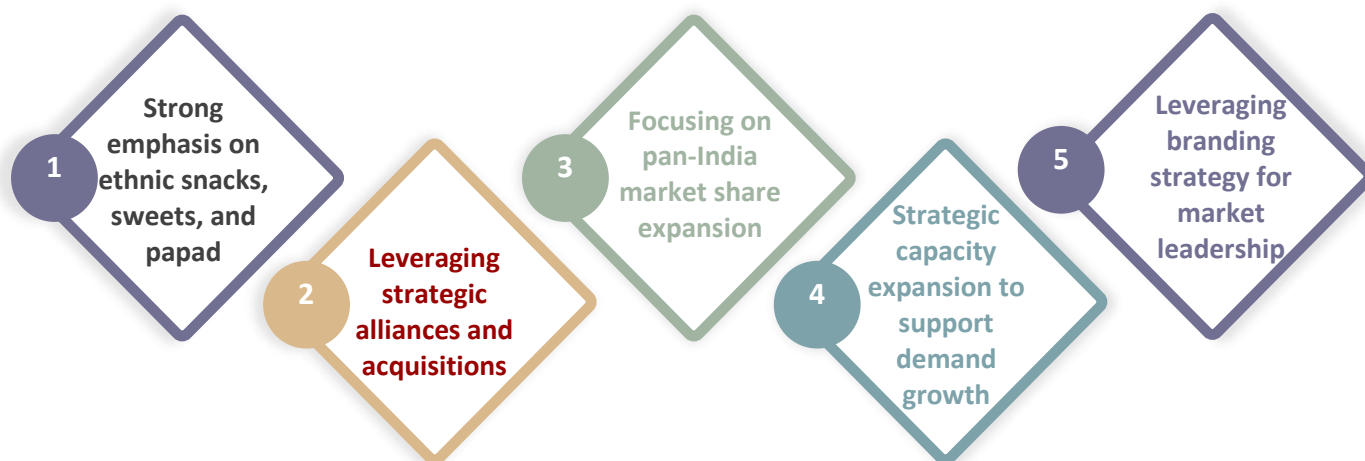 1
Strong
emphasis on
ethnic snacks,
sweets, and
papad
2
Leveraging
strategic
alliances and
acquisitions
3
Focusing on
pan-India
market share
expansion
4
Strategic
capacity
expansion to
support
demand
growth
5
Leveraging
branding
strategy for
market
leadership